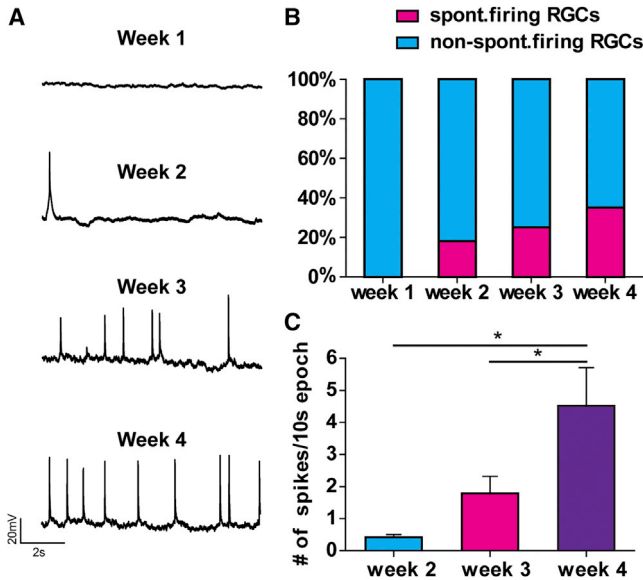 A
Week 1
Week 2
Week 3
Week 4
20mV
2s
B
spont.firing RGCs
non-spont.firing RGCs
100%
80%
60%
40%
20%
0%
week 1 week 2 week 3 week 4
C
# of spikes/10s epoch
*
*
6
5
4
3
2
1
0
week 2 week 3 week 4